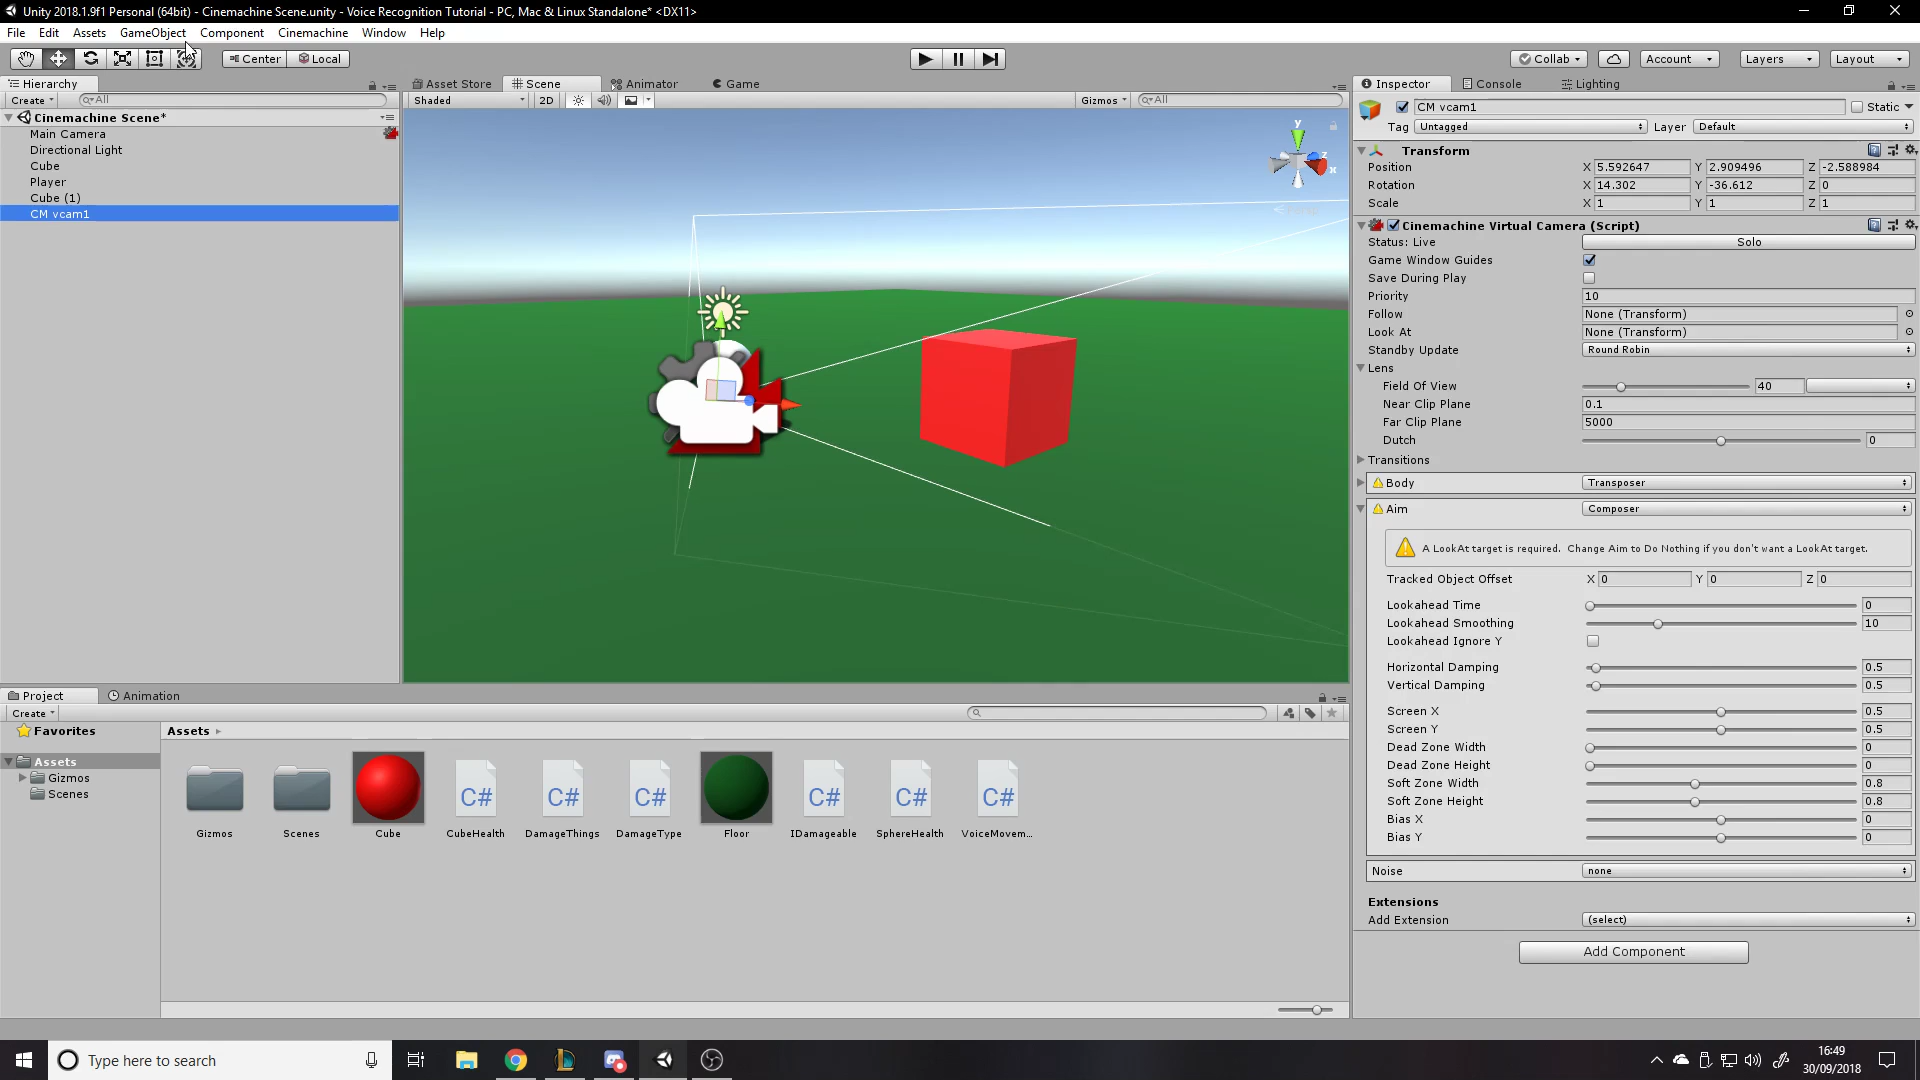 Unity 2018.1.9f1 Personal (64bit) - Cinemachine Scene.unity - Voice Recognition Tutorial - PC, Mac & Linux Standalone* <DX11>
File Edit Assets GameObject Component Cinemachine Window Help
Center Local Collab Account Layers Layout
Hierarchy Asset Store Scene Animator Game Inspector Console Lighting
Create All Shaded 2D Gizmos All
CM vcam1 Static
Tag Untagged Layer Default
Cinemachine Scene*
Main Camera
Directional Light
Cube
Player
Cube (1)
CM vcam1
y
z
x
Transform
Position X 5.592647 Y 2.909496 Z -2.588984
Rotation X 14.302 Y -36.612 Z 0
Scale X 1 Y 1 Z 1
Cinemachine Virtual Camera (Script)
Status: Live Solo
Game Window Guides
Save During Play
Priority 10
Follow None (Transform)
Look At None (Transform)
Standby Update Round Robin
Lens
Field Of View 40
Near Clip Plane 0.1
Far Clip Plane 5000
Dutch 0
Transitions
Body Transposer
Aim Composer
A LookAt target is required. Change Aim to Do Nothing if you don't want a LookAt target.
Tracked Object Offset X 0 Y 0 Z 0
Lookahead Time 0
Lookahead Smoothing 10
Lookahead Ignore Y
Horizontal Damping 0.5
Vertical Damping 0.5
Screen X 0.5
Screen Y 0.5
Dead Zone Width 0
Dead Zone Height 0
Soft Zone Width 0.8
Soft Zone Height 0.8
Bias X 0
Bias Y 0
Noise none
Extensions
Add Extension (select)
Add Component
Project Animation
Create
Favorites
Assets
Gizmos
Scenes
Assets
C# C# C# C# C# C#
Gizmos Scenes Cube CubeHealth DamageThings DamageType Floor IDamageable SphereHealth VoiceMovem...
Type here to search
16:49
30/09/2018